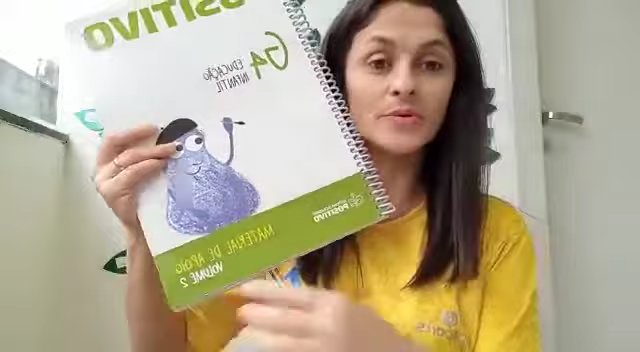 POSITIVO
G4
EDUCAÇÃO
INFANTIL
POSITIVO
MATERIAL DE APOIO
VOLUME 2